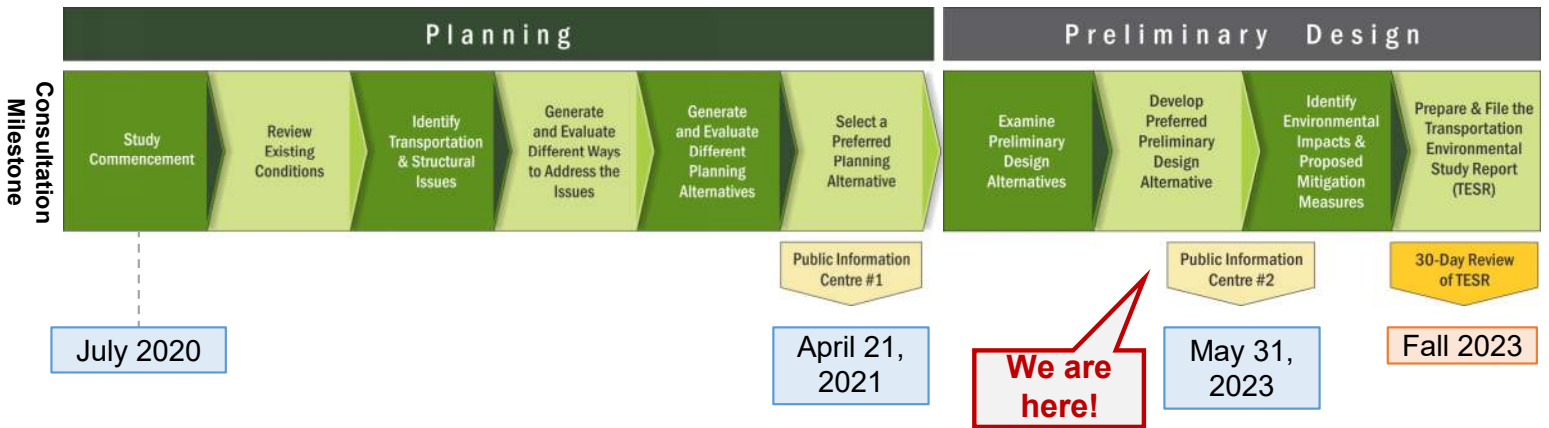 Planning
Preliminary Design
Consultation
Milestone
Study
Commencement
Review
Existing
Conditions
Identify
Transportation
& Structural
Issues
Generate
and Evaluate
Different Ways
to Address the
Issues
Generate
and Evaluate
Different
Planning
Alternatives
Select a
Preferred
Planning
Alternative
Examine
Preliminary
Design
Alternatives
Develop
Preferred
Preliminary
Design
Alternative
Identify
Environmental
Impacts &
Proposed
Mitigation
Measures
Prepare & File the
Transportation
Environmental
Study Report
(TESR)
Public Information
Centre #1
Public Information
Centre #2
30-Day Review
of TESR
July 2020
April 21,
2021
We are
here!
May 31,
2023
Fall 2023